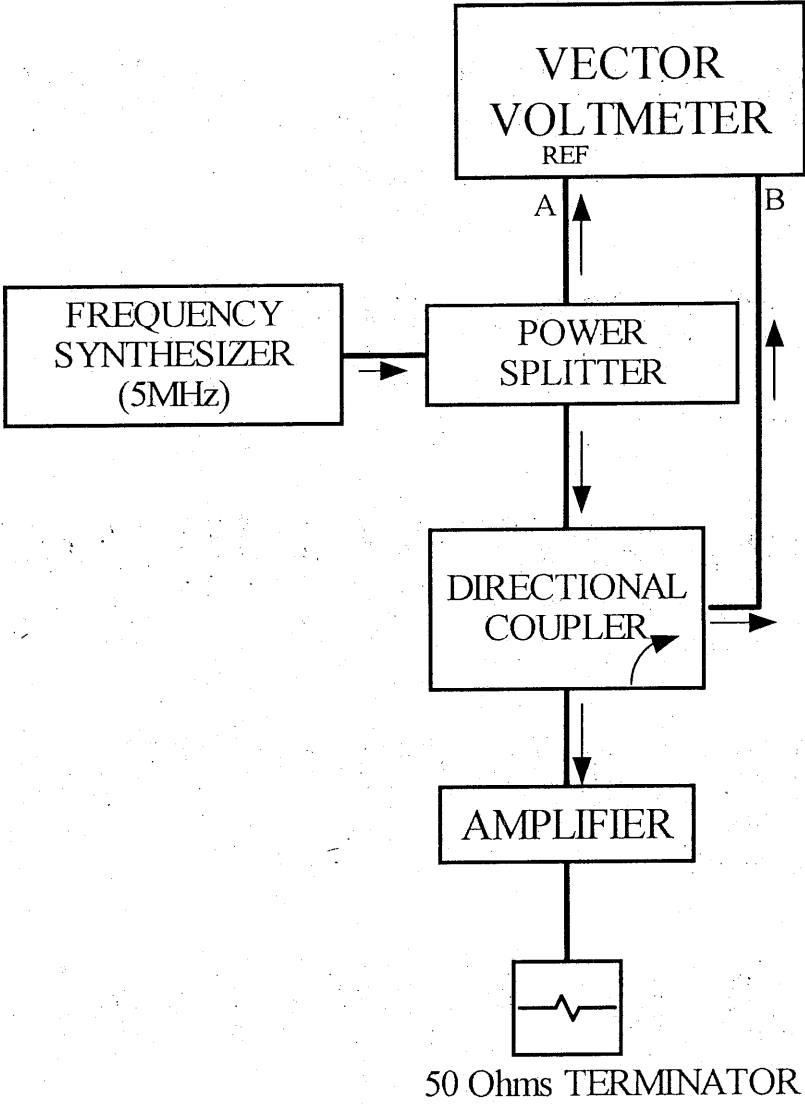 VECTOR
VOLTMETER
REF
A
B
FREQUENCY
SYNTHESIZER
(5MHz)
POWER
SPLITTER
DIRECTIONAL
COUPLER
AMPLIFIER
50 Ohms TERMINATOR